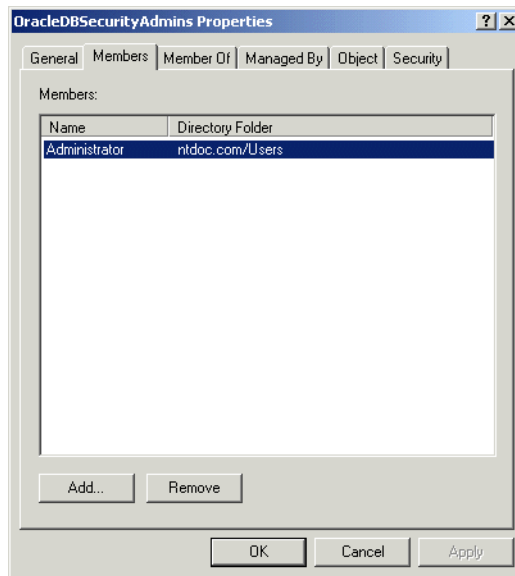 OracleDBSecurityAdmins Properties
General Members Member Of Managed By Object Security
Members:
Name Directory Folder
Administrator ntdoc.com/Users
Add... Remove
OK Cancel Apply